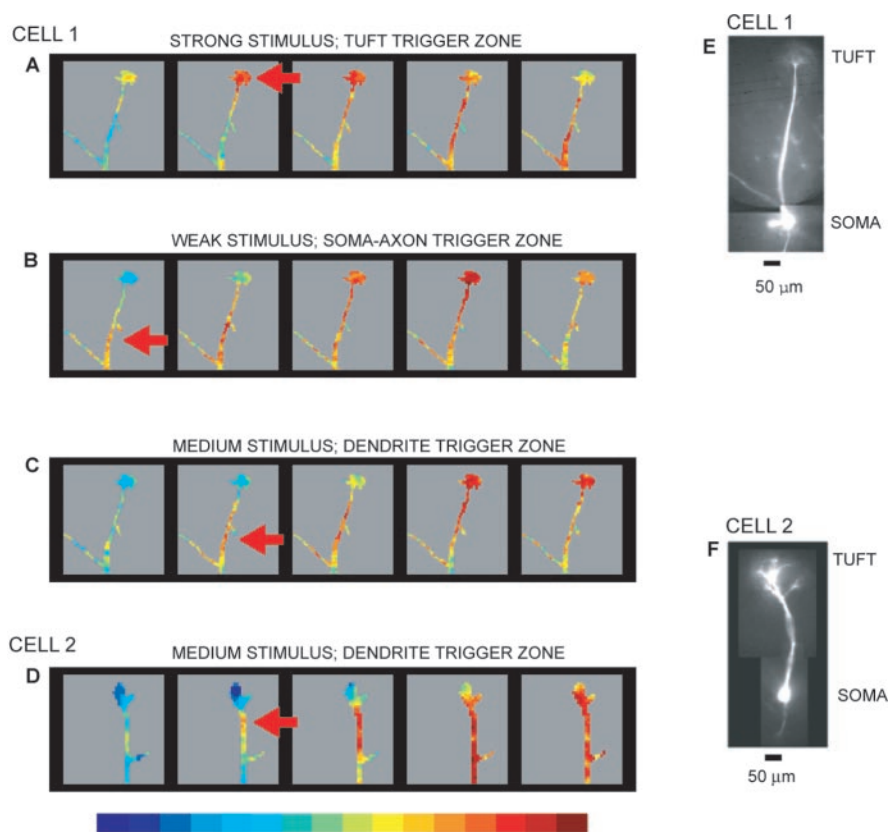 CELL 1
STRONG STIMULUS; TUFT TRIGGER ZONE
A
WEAK STIMULUS; SOMA-AXON TRIGGER ZONE
B
MEDIUM STIMULUS; DENDRITE TRIGGER ZONE
C
CELL 2
MEDIUM STIMULUS; DENDRITE TRIGGER ZONE
D
CELL 1
E
TUFT
SOMA
50 μm
CELL 2
F
TUFT
SOMA
50 μm